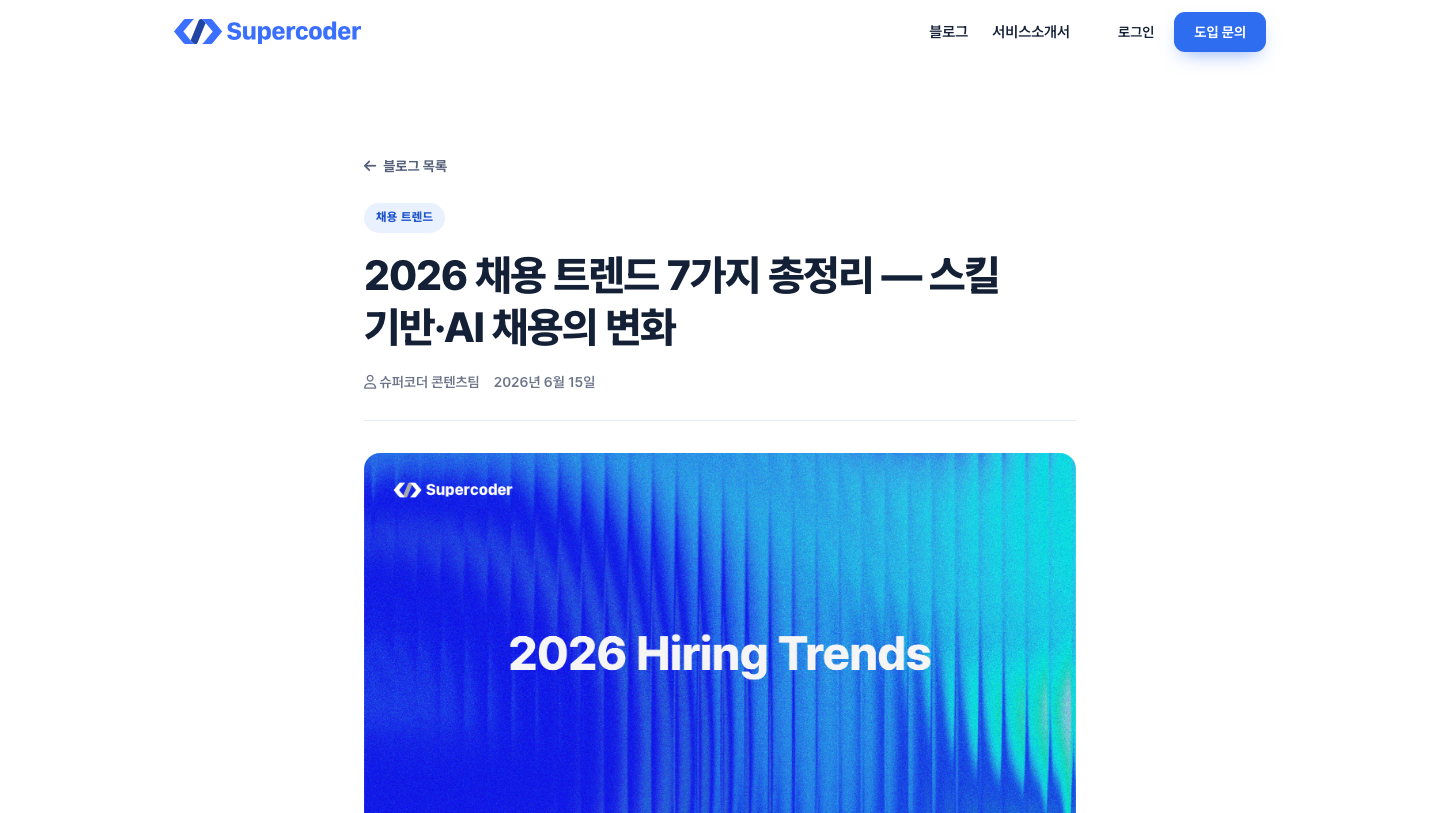 Supercoder
블로그 서비스소개서 로그인 도입 문의
블로그 목록
채용 트렌드
2026 채용 트렌드 7가지 총정리 — 스킬
기반·AI 채용의 변화
슈퍼코더 콘텐츠팀 2026년 6월 15일
Supercoder
2026 Hiring Trends